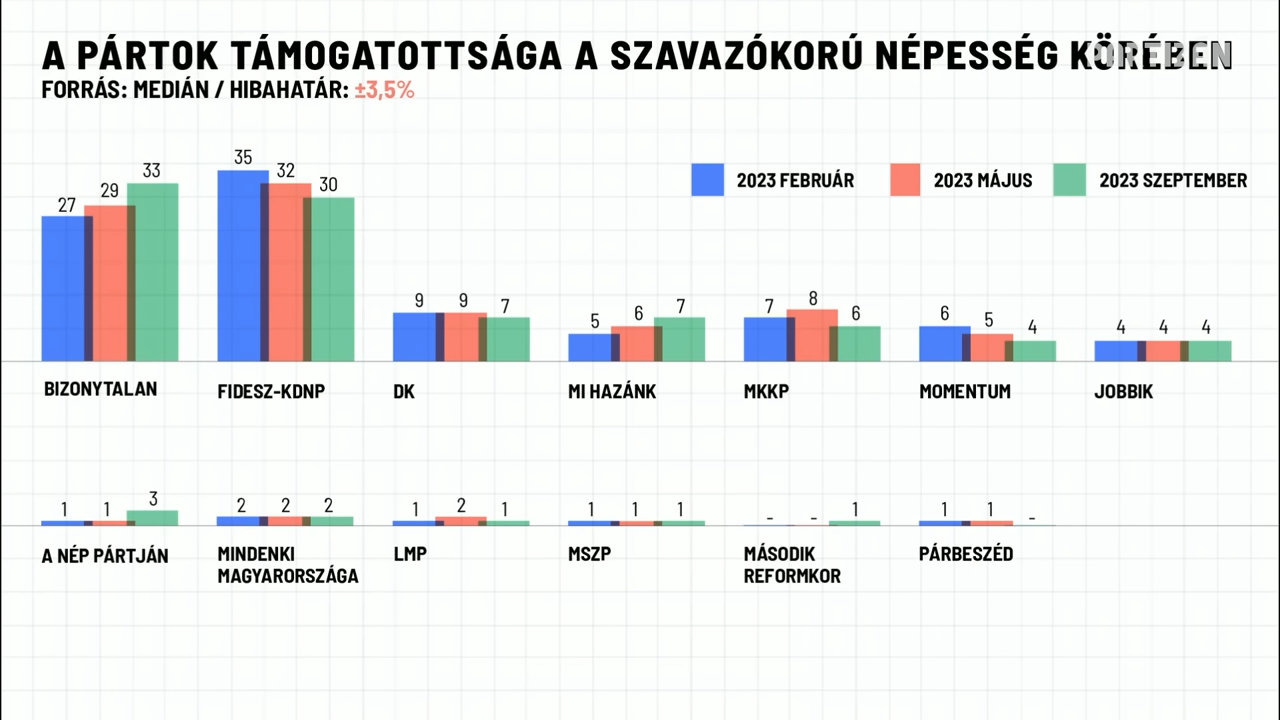 A PÁRTOK TÁMOGATOTTSÁGA A SZAVAZÓKORÚ NÉPESSÉG KÖRÉBEN
FORRÁS: MEDIÁN / HIBAHATÁR: ±3,5%
2023 FEBRUÁR 2023 MÁJUS 2023 SZEPTEMBER
27 29 33 35 32 30 9 9 7 5 6 7 7 8 6 6 5 4 4 4 4
BIZONYTALAN FIDESZ-KDNP DK MI HAZÁNK MKKP MOMENTUM JOBBIK
1 1 3 2 2 2 1 2 1 1 1 1 - - 1 1 1 -
A NÉP PÁRTJÁN MINDENKI LMP MSZP MÁSODIK PÁRBESZÉD
MAGYARORSZÁGA REFORMKOR